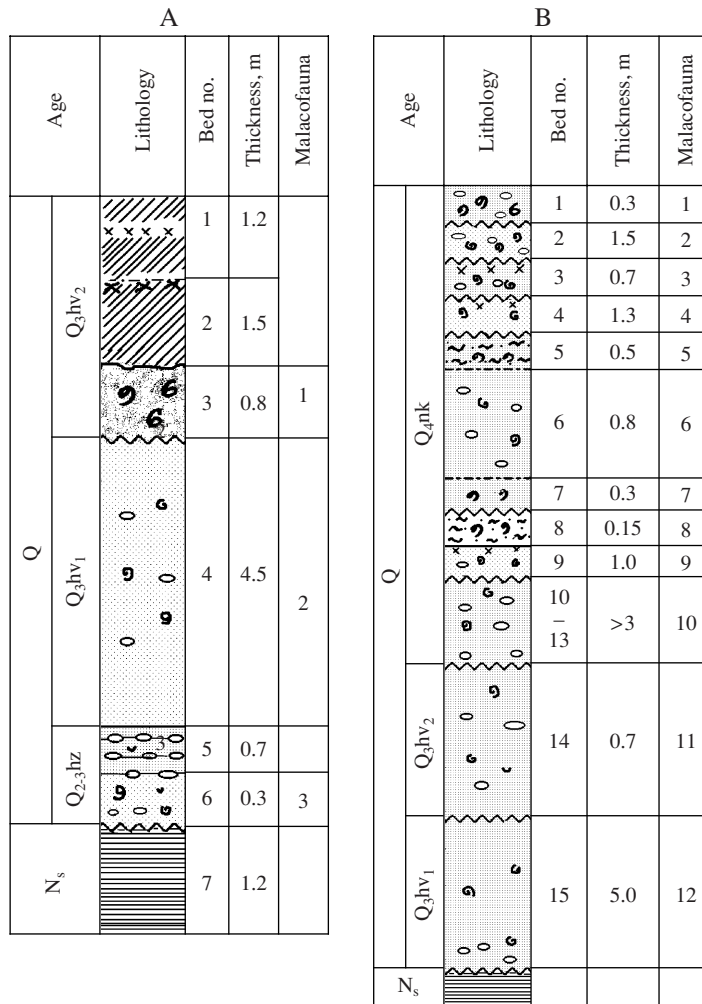 A
Age
Lithology
Bed no.
Thickness, m
Malacofauna
Q
Q₃hv₂
1 1.2
2 1.5
3 0.8 1
Q₃hv₁
4 4.5 2
Q₂₋₃hz
3
5 0.7
6 0.3 3
Nₛ
7 1.2
B
Age
Lithology
Bed no.
Thickness, m
Malacofauna
Q
Q₄nk
1 0.3 1
2 1.5 2
3 0.7 3
4 1.3 4
5 0.5 5
6 0.8 6
7 0.3 7
8 0.15 8
9 1.0 9
10
–
13
>3 10
Q₃hv₂
14 0.7 11
Q₃hv₁
15 5.0 12
Nₛ